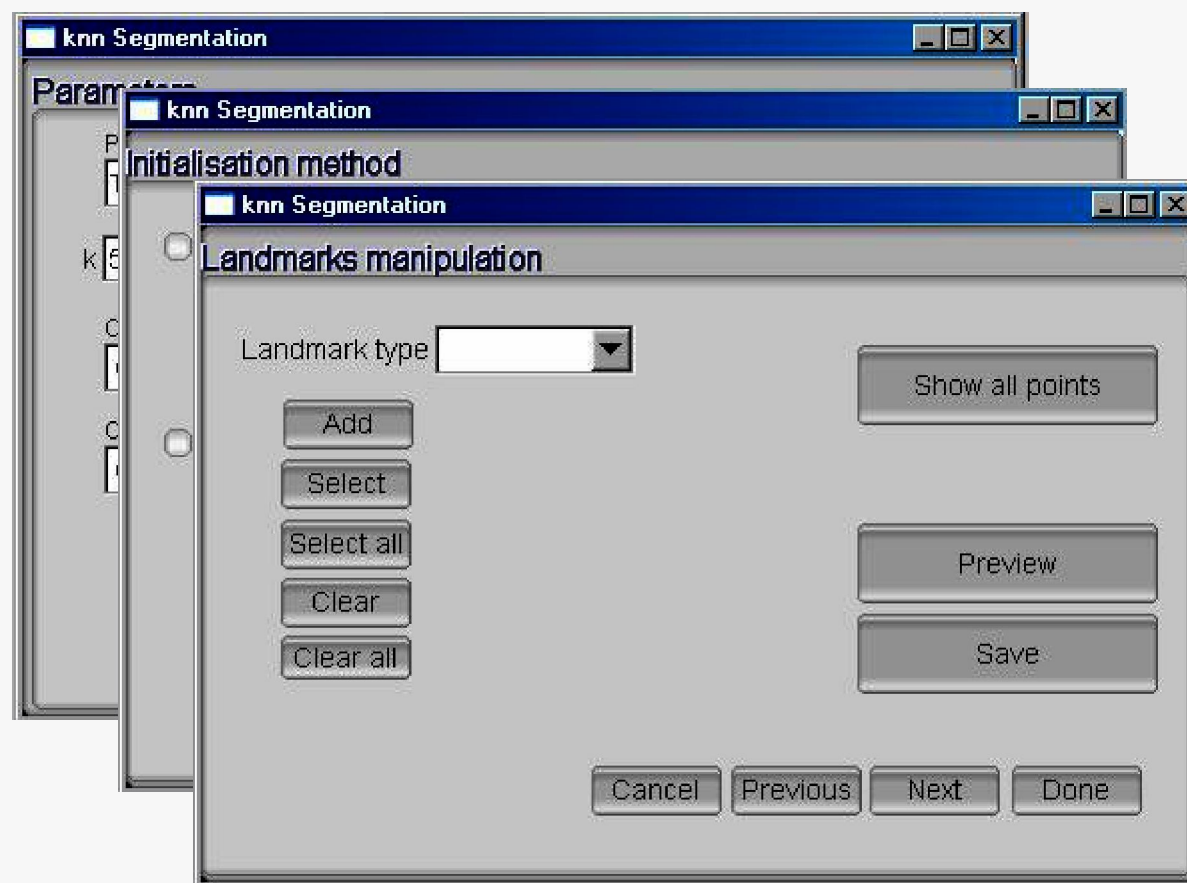 knn Segmentation
knn Segmentation
Initialisation method
knn Segmentation
k
Landmarks manipulation
Landmark type
Show all points
Add
Select
Select all
Clear
Clear all
Preview
Save
Cancel Previous Next Done